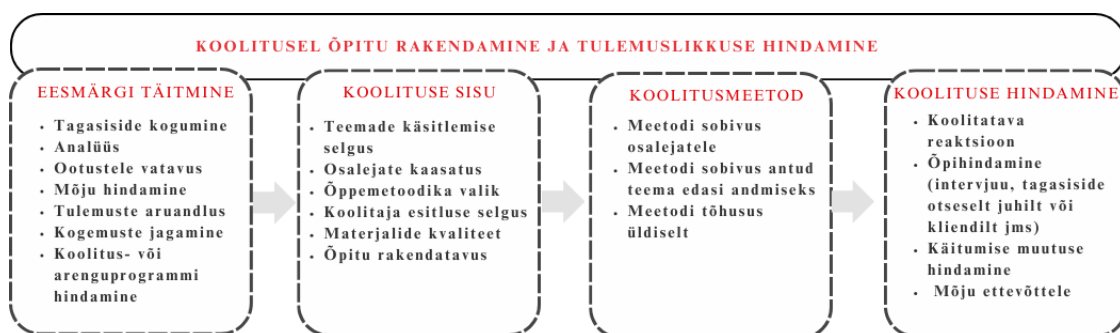 KOOLITUSEL ÕPITU RAKENDAMINE JA TULEMUSLIKKUSE HINDAMINE
EESMÄRGI TÄITMINE
• Tagasiside kogumine
• Analüüs
• Ootustele vatavus
• Mõju hindamine
• Tulemuste aruandlus
• Kogemuste jagamine
• Koolitus- või
arenguprogrammi
hindamine
KOOLITUSE SISU
• Teemade käsitlemise
selgus
• Osalejate kaasatus
• Õppemetoodika valik
• Koolitaja esitluse selgus
• Materjalide kvaliteet
• Õpitu rakendatavus
KOOLITUSMEETOD
• Meetodi sobivus
osalejatele
• Meetodi sobivus antud
teema edasi andmiseks
• Meetodi tõhusus
üldiselt
KOOLITUSE HINDAMINE
• Koolitatava
reaktsioon
• Õpihindamine
(intervjuu, tagasiside
otseselt juhilt või
kliendilt jms)
• Käitumise muutuse
hindamine
• Mõju ettevõttele